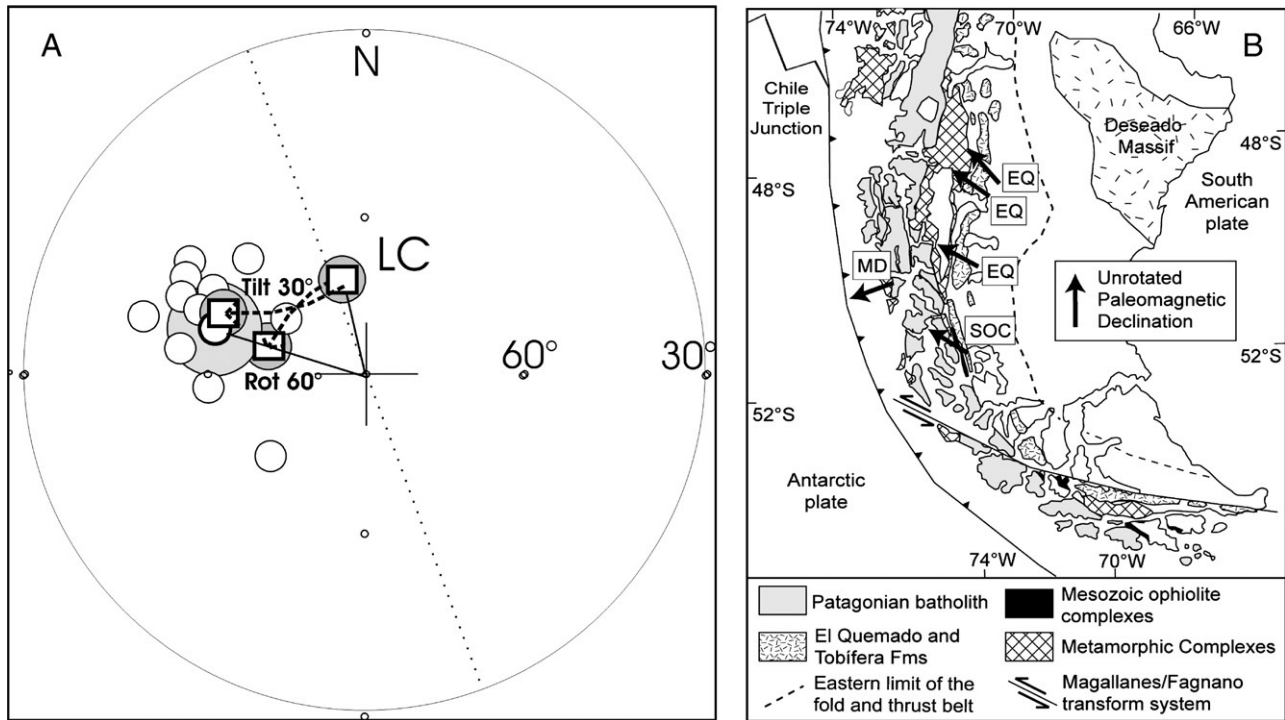 A
N
LC
Tilt 30°
Rot 60°
60°
30°
B
74°W
70°W
66°W
Chile
Triple
Junction
Deseado
Massif
48°S
48°S
South
American
plate
EQ
EQ
EQ
MD
SOC
Unrotated
Paleomagnetic
Declination
52°S
52°S
Antarctic
plate
74°W
70°W
Patagonian batholith
El Quemado and
Tobífera Fms
Eastern limit of the
fold and thrust belt
Mesozoic ophiolite
complexes
Metamorphic Complexes
Magallanes/Fagnano
transform system